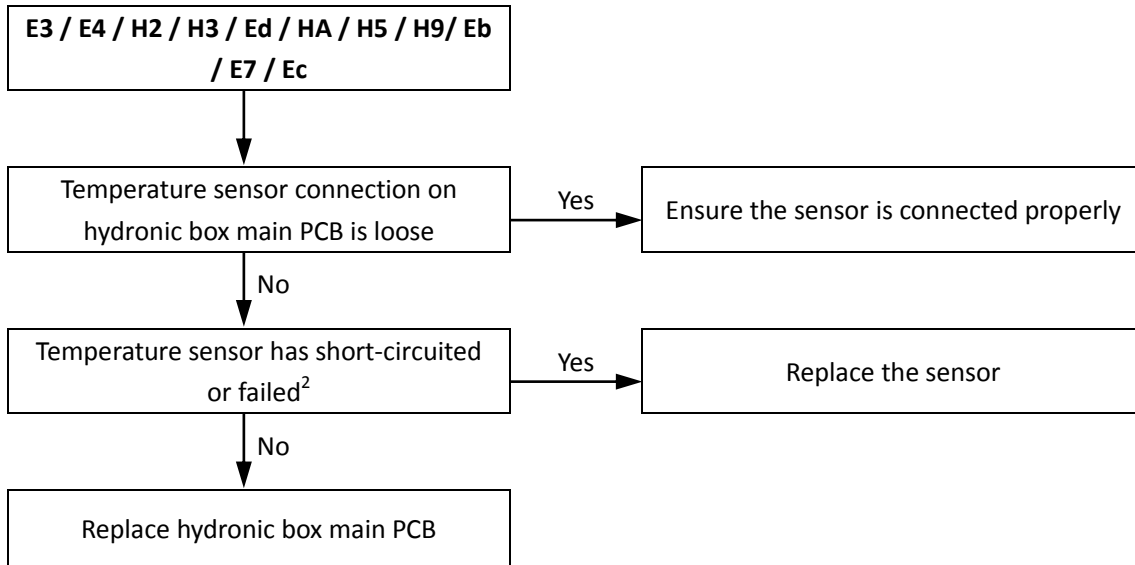 E3 / E4 / H2 / H3 / Ed / HA / H5 / H9/ Eb
/ E7 / Ec
Temperature sensor connection on
hydronic box main PCB is loose
Yes
Ensure the sensor is connected properly
No
Temperature sensor has short-circuited
or failed²
Yes
Replace the sensor
No
Replace hydronic box main PCB